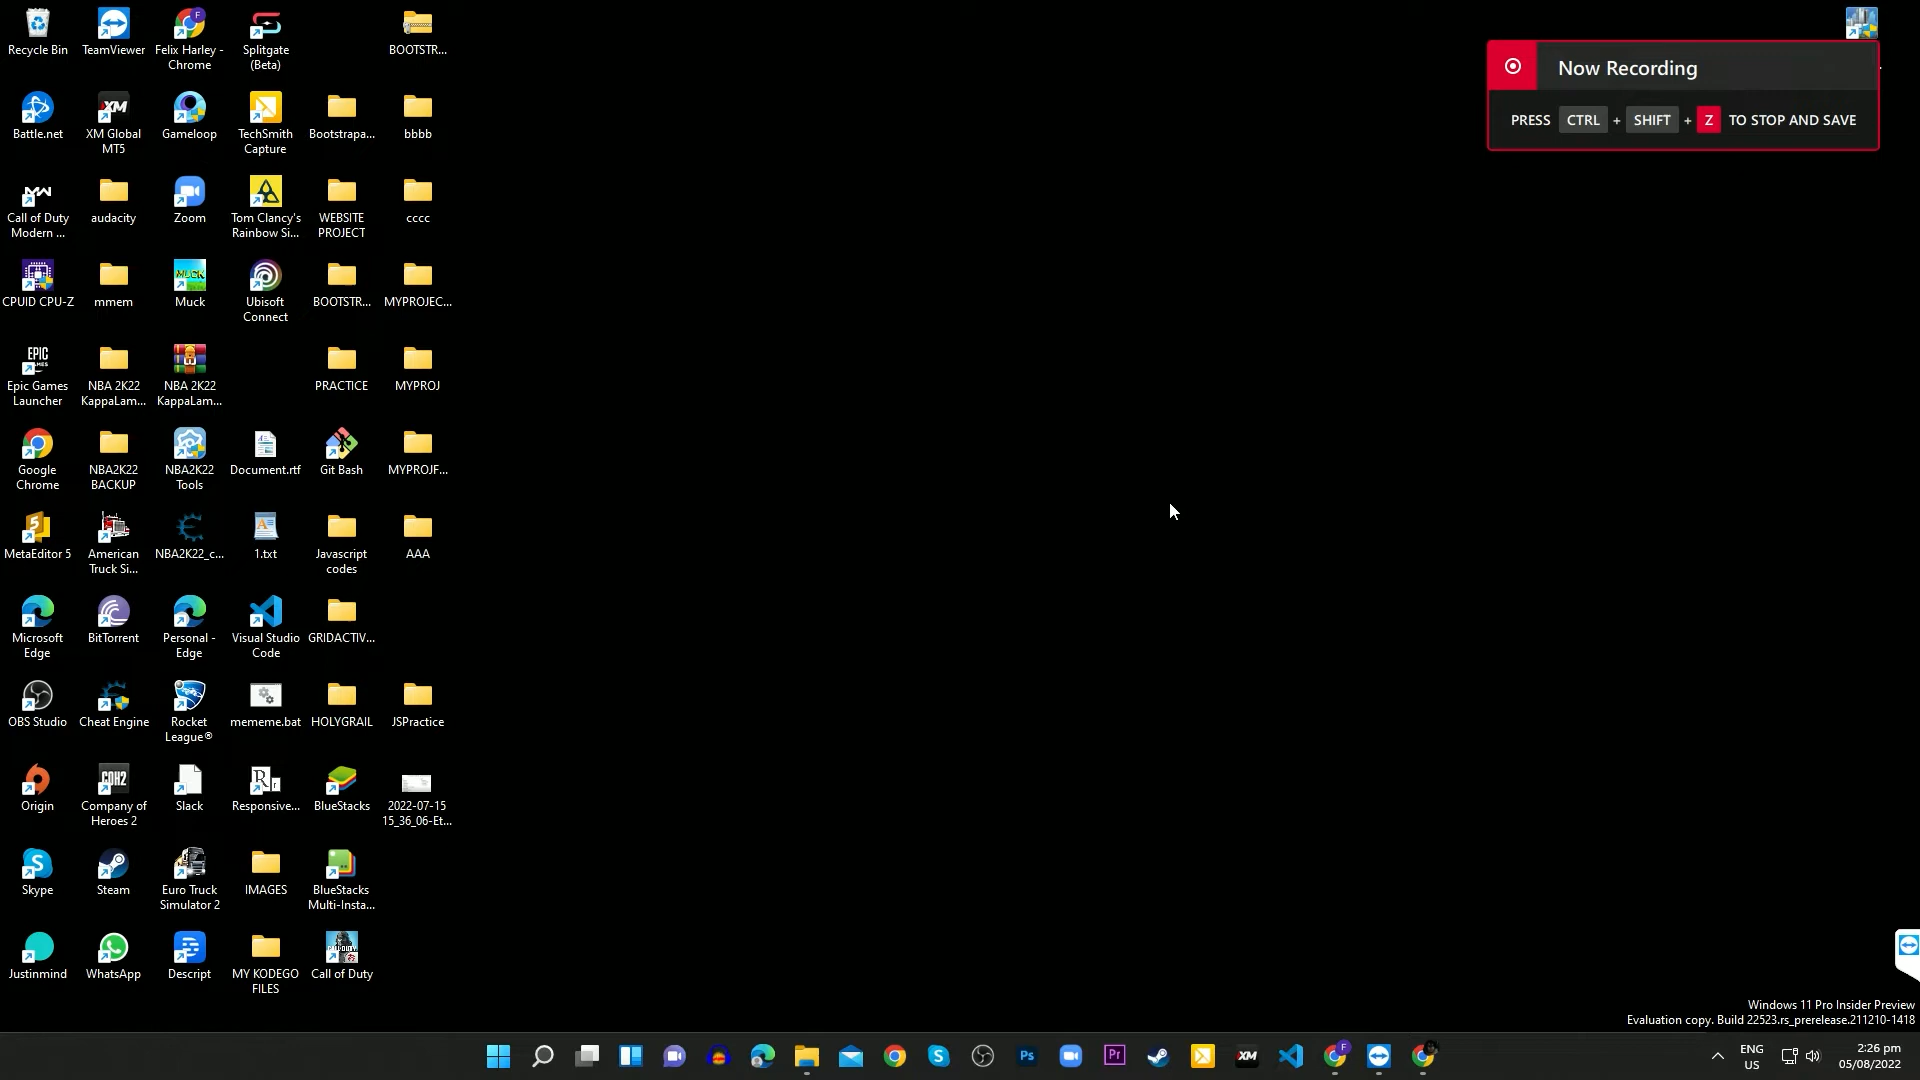 Recycle Bin
TeamViewer
Felix Harley -
Chrome
Splitgate
(Beta)
BOOTSTR...
Now Recording
PRESS CTRL + SHIFT + Z TO STOP AND SAVE
Battle.net
XM Global
MT5
Gameloop
TechSmith
Capture
Bootstrapa...
bbbb
Call of Duty
Modern ...
audacity
Zoom
Tom Clancy's
Rainbow Si...
WEBSITE
PROJECT
cccc
CPUID CPU-Z
mmem
Muck
Ubisoft
Connect
BOOTSTR...
MYPROJEC...
Epic Games
Launcher
NBA 2K22
KappaLam...
NBA 2K22
KappaLam...
PRACTICE
MYPROJ
Google
Chrome
NBA2K22
BACKUP
NBA2K22
Tools
Document.rtf
Git Bash
MYPROJF...
MetaEditor 5
American
Truck Si...
NBA2K22_c...
1.txt
Javascript
codes
AAA
Microsoft
Edge
BitTorrent
Personal -
Edge
Visual Studio
Code
GRIDACTIV...
OBS Studio
Cheat Engine
Rocket
League®
mememe.bat
HOLYGRAIL
JSPractice
Origin
Company of
Heroes 2
Slack
Responsive...
BlueStacks
2022-07-15
15_36_06-Et...
Skype
Steam
Euro Truck
Simulator 2
IMAGES
BlueStacks
Multi-Insta...
Justinmind
WhatsApp
Descript
MY KODEGO
FILES
Call of Duty
Windows 11 Pro Insider Preview
Evaluation copy. Build 22523.rs_prerelease.211210-1418
ENG
US
2:26 pm
05/08/2022